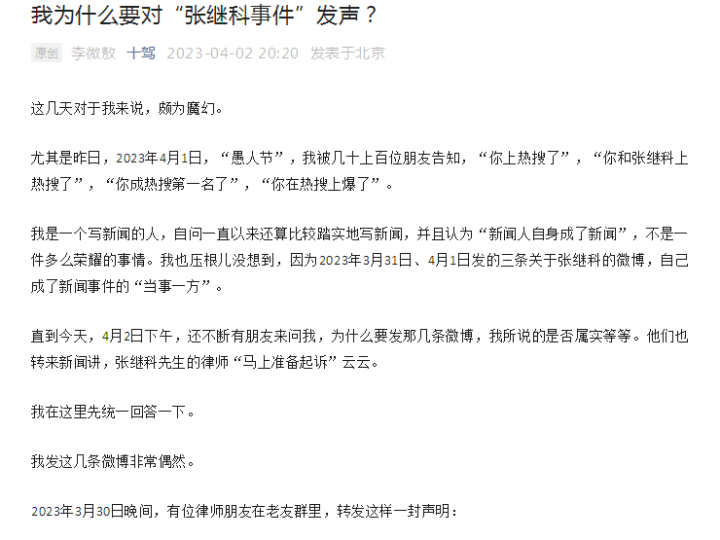 我为什么要对“张继科事件”发声？
原创 李微敖 十驾 2023-04-02 20:20 发表于北京
这几天对于我来说，颇为魔幻。
尤其是昨日，2023年4月1日，“愚人节”，我被几十上百位朋友告知，“你上热搜了”，“你和张继科上
热搜了”，“你成热搜第一名了”，“你在热搜上爆了”。
我是一个写新闻的人，自问一直以来还算比较踏实地写新闻，并且认为“新闻人自身成了新闻”，不是一
件多么荣耀的事情。我也压根儿没想到，因为2023年3月31日、4月1日发的三条关于张继科的微博，自己
成了新闻事件的“当事一方”。
直到今天，4月2日下午，还不断有朋友来问我，为什么要发那几条微博，我所说的是否属实等等。他们也
转来新闻讲，张继科先生的律师“马上准备起诉”云云。
我在这里先统一回答一下。
我发这几条微博非常偶然。
2023年3月30日晚间，有位律师朋友在老友群里，转发这样一封声明：